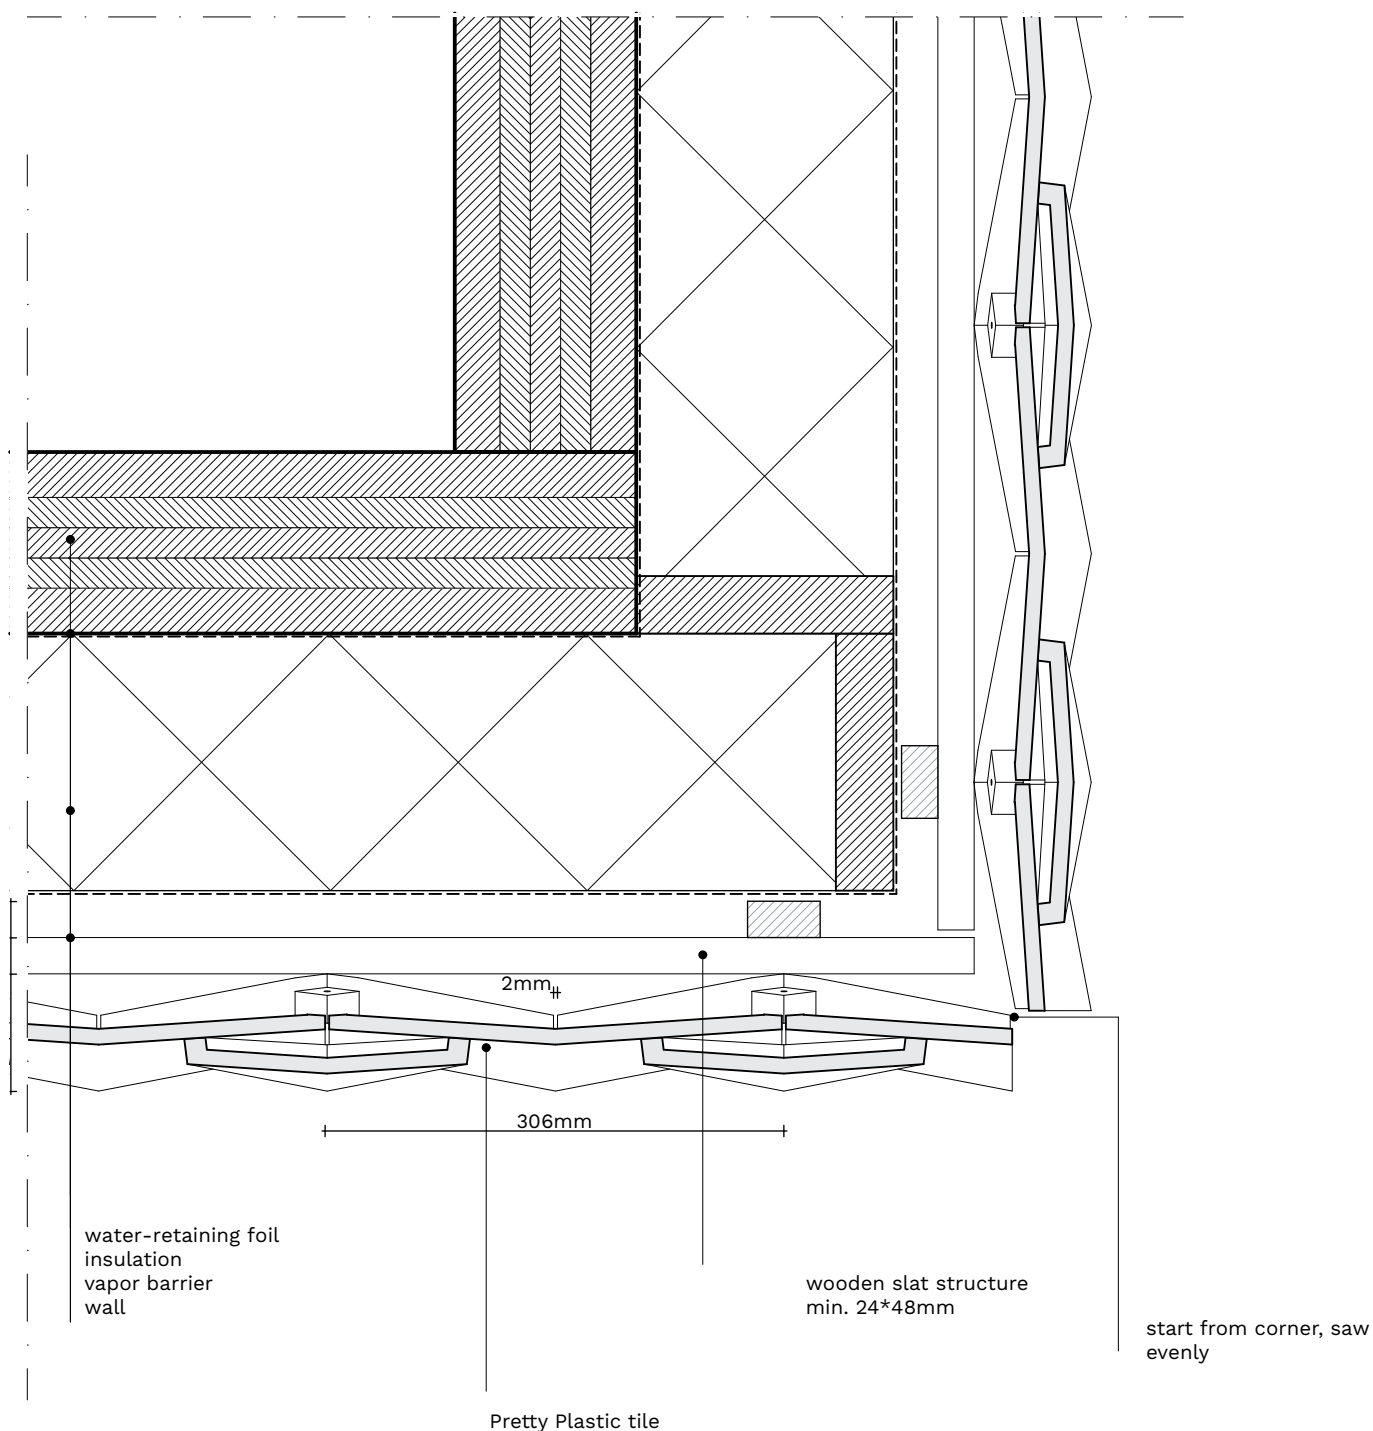 2mm
306mm
water-retaining foil
insulation
vapor barrier
wall
wooden slat structure
min. 24*48mm
start from corner, saw
evenly
Pretty Plastic tile